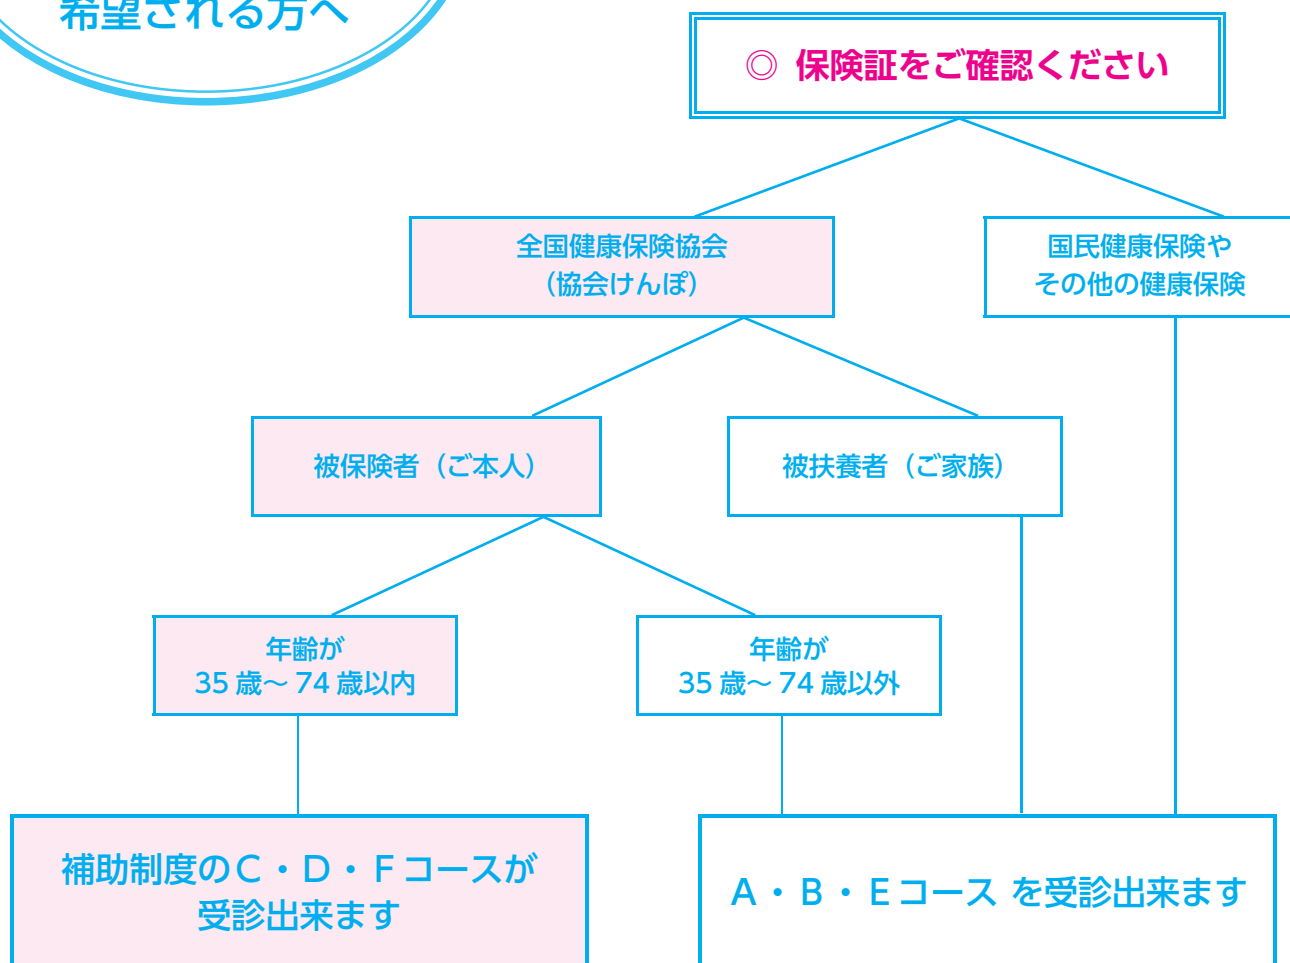 希望される方へ
◎ 保険証をご確認ください
全国健康保険協会
（協会けんぽ）
国民健康保険や
その他の健康保険
被保険者（ご本人）
被扶養者（ご家族）
年齢が
35 歳～ 74 歳以内
年齢が
35 歳～ 74 歳以外
補助制度のＣ・Ｄ・Ｆコースが
受診出来ます
Ａ・Ｂ・Ｅコース を受診出来ます